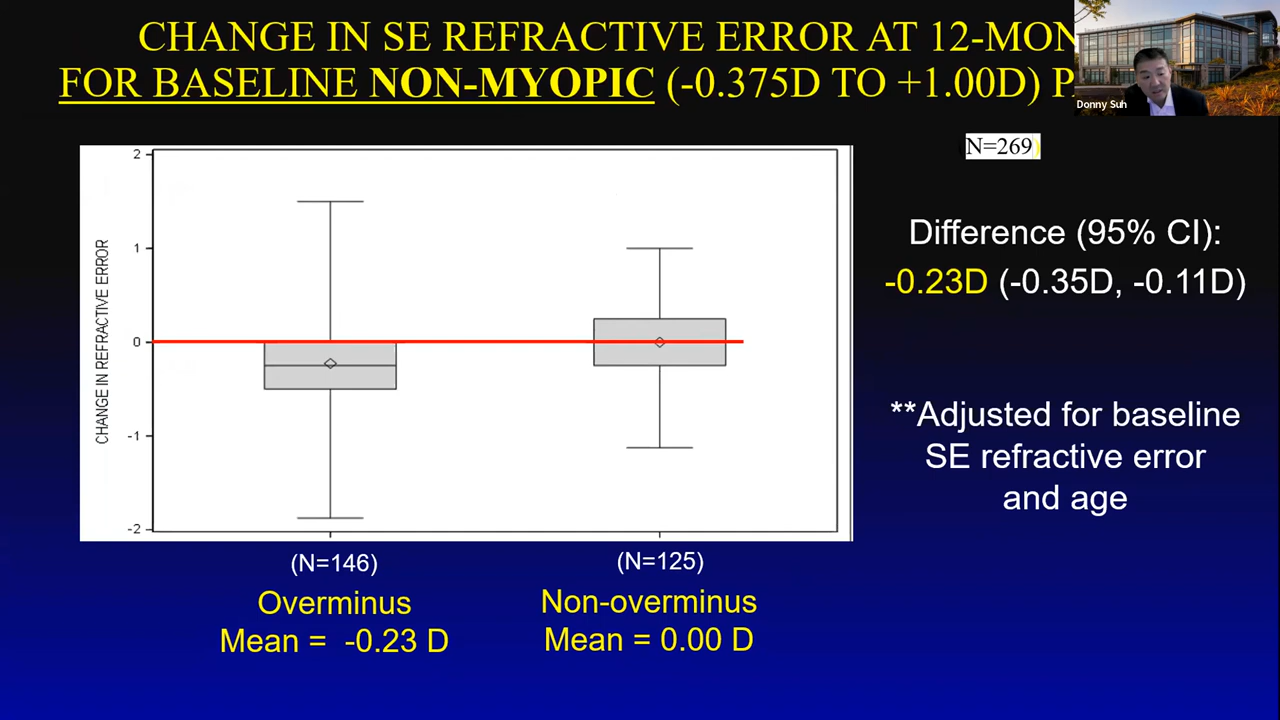 CHANGE IN SE REFRACTIVE ERROR AT 12-MON
FOR BASELINE NON-MYOPIC (-0.375D TO +1.00D) P
Donny Suh
N=269
Difference (95% CI):
-0.23D (-0.35D, -0.11D)
**Adjusted for baseline
SE refractive error
and age
CHANGE IN REFRACTIVE ERROR
2
1
0
-1
-2
(N=146)
(N=125)
Overminus
Mean = -0.23 D
Non-overminus
Mean = 0.00 D